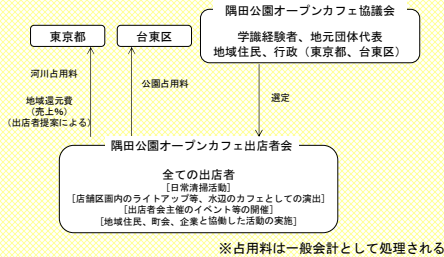 隅田公園オープンカフェ協議会
東京都
台東区
学識経験者、地元団体代表
地域住民、行政（東京都、台東区）
河川占用料
公園占用料
地域還元費
（売上%）
（出店者提案による）
選定
隅田公園オープンカフェ出店者会
全ての出店者
[日常清掃活動]
[店舗区画内のライトアップ等、水辺のカフェとしての演出]
[出店者会主催のイベント等の開催]
[地域住民、町会、企業と協働した活動の実施]
※占用料は一般会計として処理される